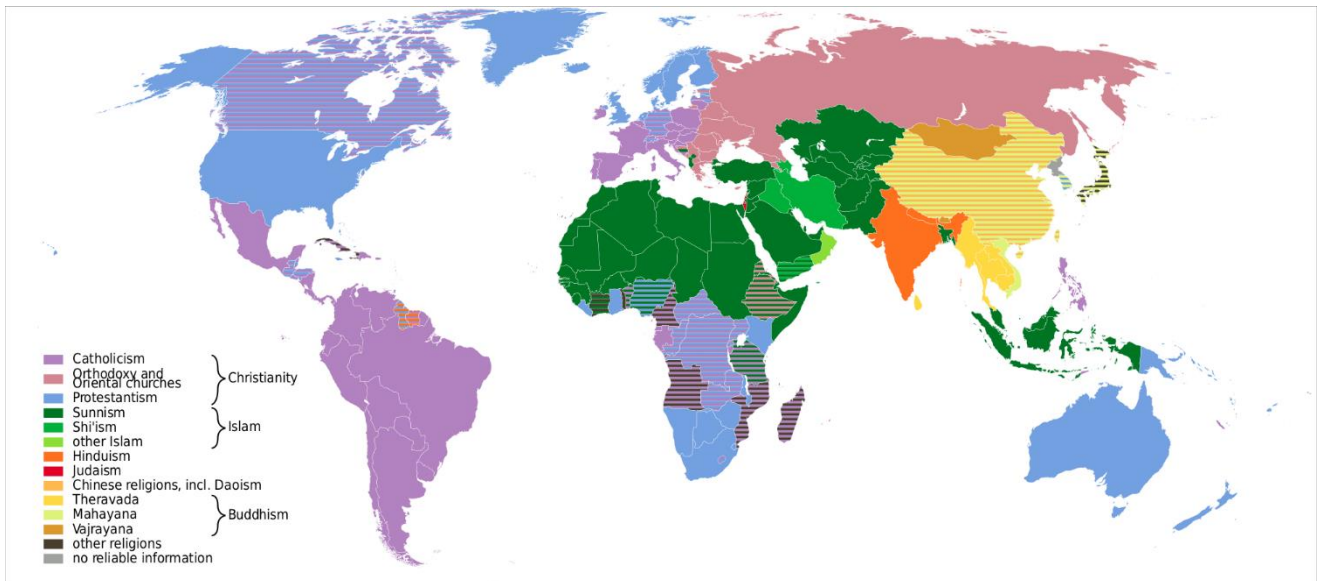 Catholicism
Orthodoxy and
Oriental churches
Protestantism
Christianity
Sunnism
Shi'ism
other Islam
Islam
Hinduism
Judaism
Chinese religions, incl. Daoism
Theravada
Mahayana
Vajrayana
Buddhism
other religions
no reliable information